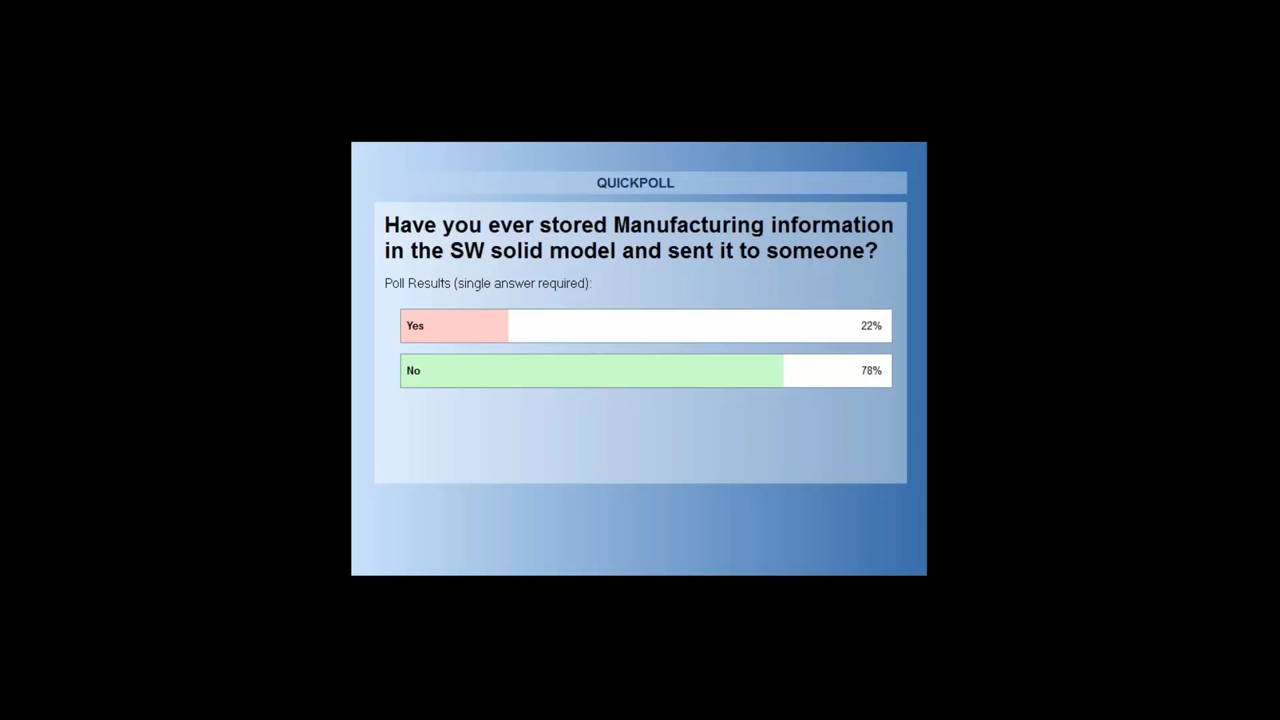 QUICKPOLL
Have you ever stored Manufacturing information
in the SW solid model and sent it to someone?
Poll Results (single answer required):
Yes 22%
No 78%